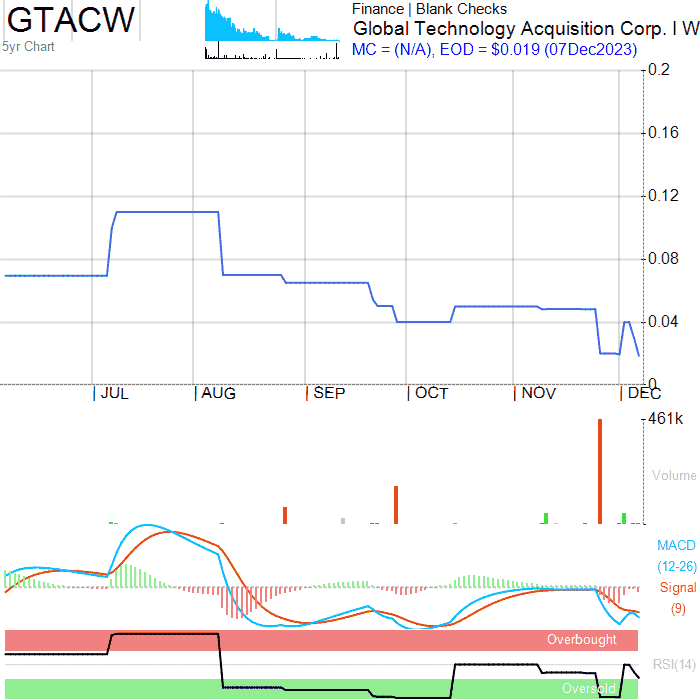 GTACW
5yr Chart
Finance | Blank Checks
Global Technology Acquisition Corp. I W
MC = (N/A), EOD = $0.019 (07Dec2023)
0.2
0.16
0.12
0.08
0.04
0
JUL AUG SEP OCT NOV DEC
461k
Volume
MACD
(12-26)
Signal
(9)
Overbought
RSI(14)
Oversold